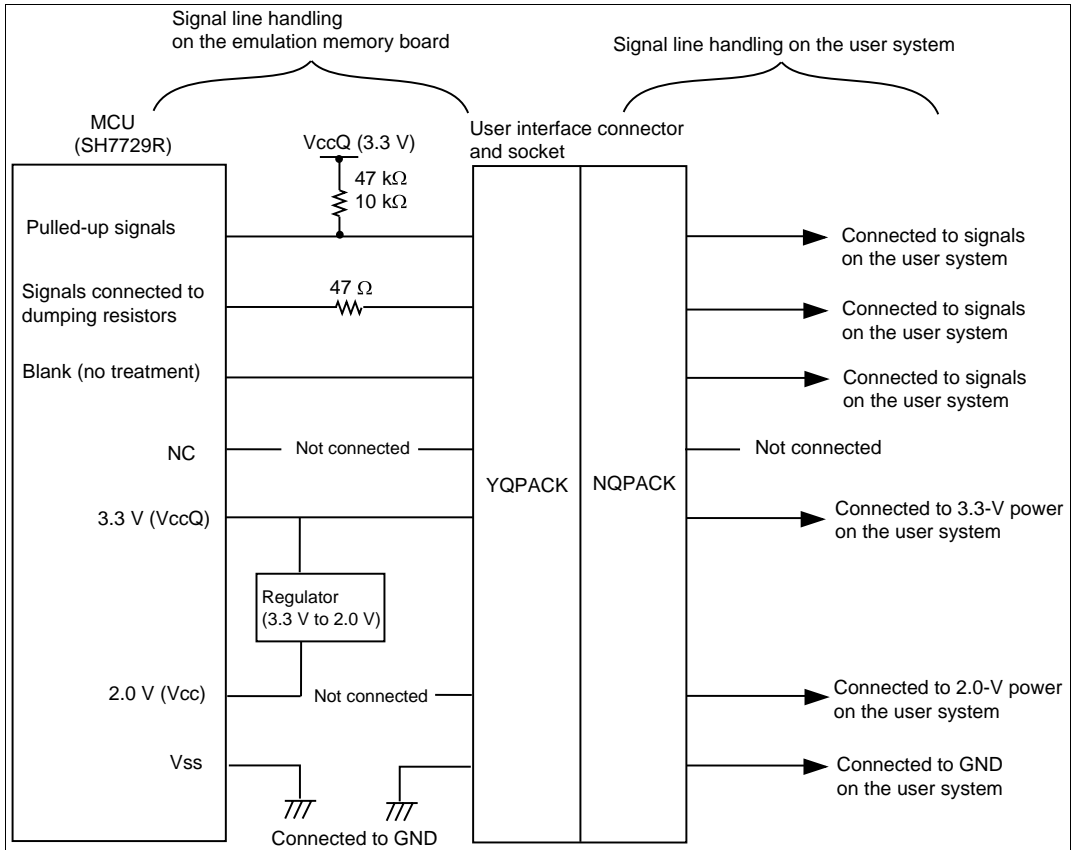 Signal line handling
on the emulation memory board
Signal line handling on the user system
MCU
(SH7729R)
VccQ (3.3 V)
User interface connector
and socket
47 kΩ
10 kΩ
Pulled-up signals
Connected to signals
on the user system
Signals connected to
dumping resistors
47 Ω
Connected to signals
on the user system
Blank (no treatment)
Connected to signals
on the user system
NC
Not connected
Not connected
YQPACK
NQPACK
3.3 V (VccQ)
Connected to 3.3-V power
on the user system
Regulator
(3.3 V to 2.0 V)
2.0 V (Vcc)
Not connected
Connected to 2.0-V power
on the user system
Vss
Connected to GND
on the user system
Connected to GND